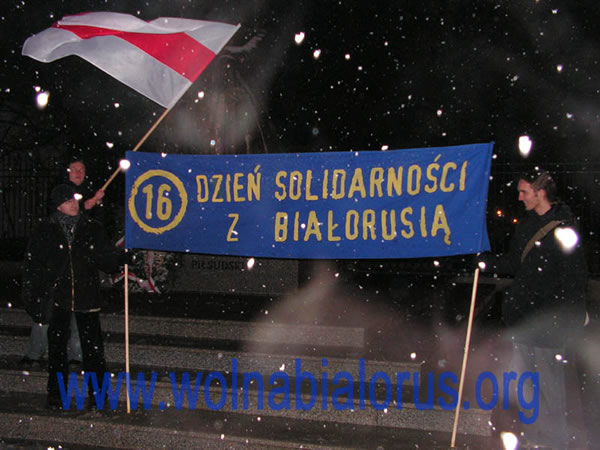 16 DZIEŃ SOLIDARNOŚCI
Z BIAŁORUSIĄ
www.wolnabialorus.org